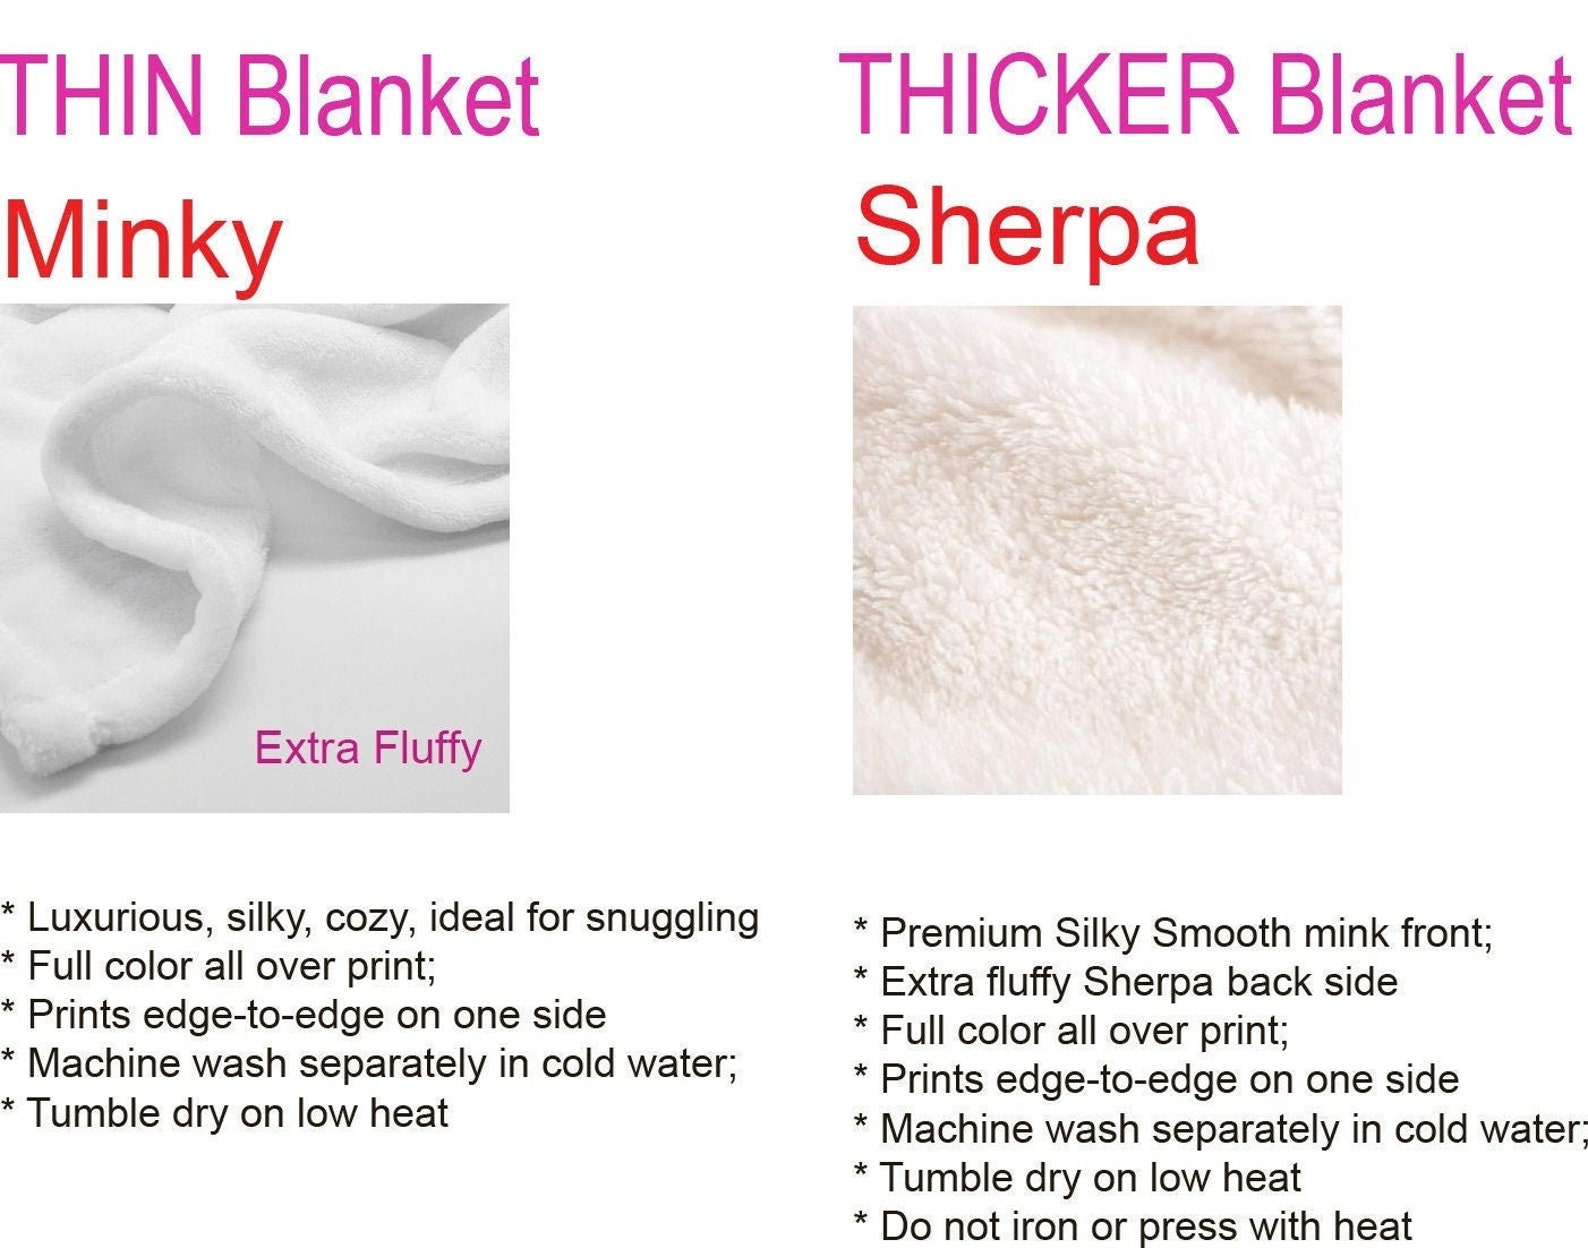 THIN Blanket
Minky
Extra Fluffy
* Luxurious, silky, cozy, ideal for snuggling
* Full color all over print;
* Prints edge-to-edge on one side
* Machine wash separately in cold water;
* Tumble dry on low heat
THICKER Blanket
Sherpa
* Premium Silky Smooth mink front;
* Extra fluffy Sherpa back side
* Full color all over print;
* Prints edge-to-edge on one side
* Machine wash separately in cold water;
* Tumble dry on low heat
* Do not iron or press with heat